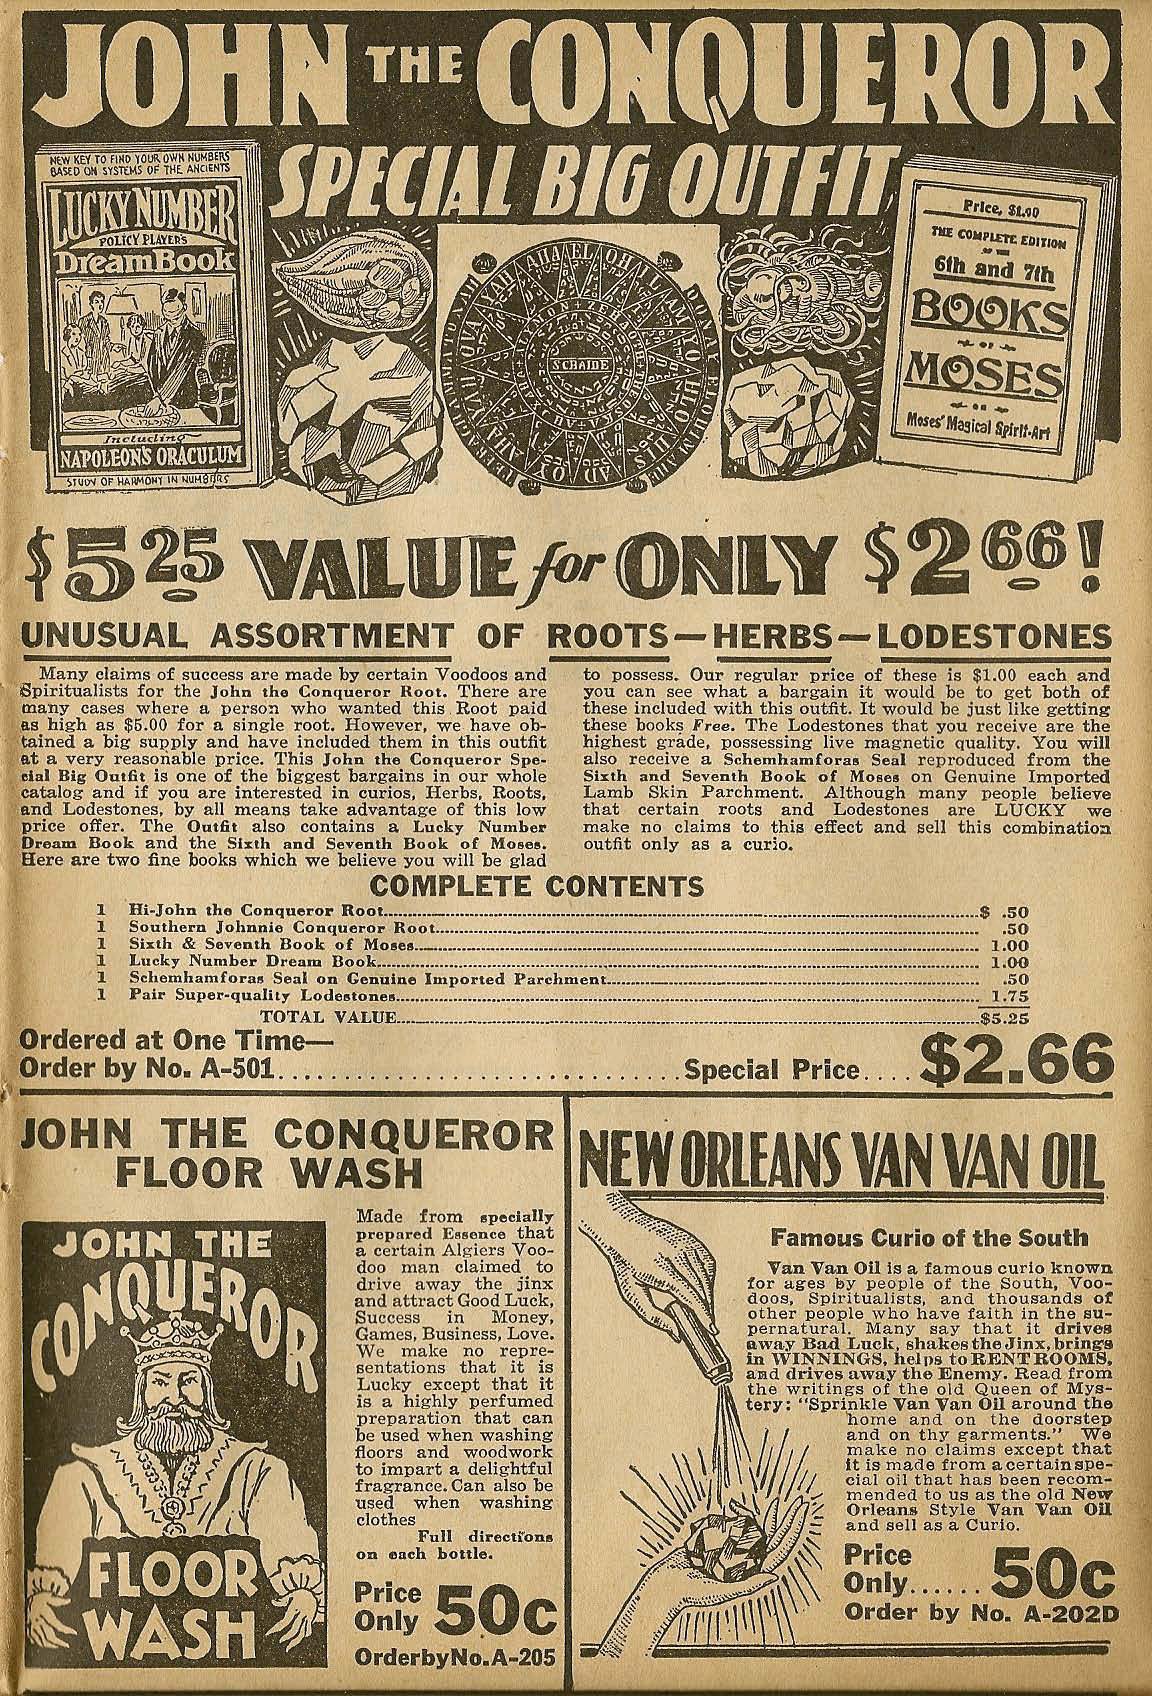 JOHN THE CONQUEROR
SPECIAL BIG OUTFIT
NEW KEY TO FIND YOUR OWN NUMBERS
BASED ON SYSTEMS OF THE ANCIENTS
LUCKY NUMBER
POLICY PLAYER'S
Dream Book
Including
NAPOLEON'S ORACULUM
STUDY OF HARMONY IN NUMBERS
SCHAIDE
Price, $1.00
THE COMPLETE EDITION
OF THE
6th and 7th
BOOKS
OF
MOSES
OR
Moses' Magical Spirit-Art
$5.25 VALUE for ONLY $2.66!
UNUSUAL ASSORTMENT OF ROOTS—HERBS—LODESTONES
Many claims of success are made by certain Voodoos and
Spiritualists for the John the Conqueror Root. There are
many cases where a person who wanted this Root paid
as high as $5.00 for a single root. However, we have ob-
tained a big supply and have included them in this outfit
at a very reasonable price. This John the Conqueror Spe-
cial Big Outfit is one of the biggest bargains in our whole
catalog and if you are interested in curios, Herbs, Roots,
and Lodestones, by all means take advantage of this low
price offer. The Outfit also contains a Lucky Number
Dream Book and the Sixth and Seventh Book of Moses.
Here are two fine books which we believe you will be glad
to possess. Our regular price of these is $1.00 each and
you can see what a bargain it would be to get both of
these included with this outfit. It would be just like getting
these books Free. The Lodestones that you receive are the
highest grade, possessing live magnetic quality. You will
also receive a Schemhamforas Seal reproduced from the
Sixth and Seventh Book of Moses on Genuine Imported
Lamb Skin Parchment. Although many people believe
that certain roots and Lodestones are LUCKY we
make no claims to this effect and sell this combination
outfit only as a curio.
COMPLETE CONTENTS
1 Hi-John the Conqueror Root $ .50
1 Southern Johnnie Conqueror Root .50
1 Sixth & Seventh Book of Moses 1.00
1 Lucky Number Dream Book 1.00
1 Schemhamforas Seal on Genuine Imported Parchment .50
1 Pair Super-quality Lodestones 1.75
TOTAL VALUE $5.25
Ordered at One Time—
Order by No. A-501 Special Price.... $2.66
JOHN THE CONQUEROR
FLOOR WASH
JOHN THE
CONQUEROR
FLOOR
WASH
Made from specially
prepared Essence that
a certain Algiers Voo-
doo man claimed to
drive away the jinx
and attract Good Luck,
Success in Money,
Games, Business, Love.
We make no repre-
sentations that it is
Lucky except that it
is a highly perfumed
preparation that can
be used when washing
floors and woodwork
to impart a delightful
fragrance. Can also be
used when washing
clothes
Full directions
on each bottle.
Price
Only 50c
Order by No. A-205
NEW ORLEANS VAN VAN OIL
Famous Curio of the South
Van Van Oil is a famous curio known
for ages by people of the South, Voo-
doos, Spiritualists, and thousands of
other people who have faith in the su-
pernatural. Many say that it drives
away Bad Luck, shakes the Jinx, brings
in WINNINGS, helps to RENT ROOMS,
and drives away the Enemy. Read from
the writings of the old Queen of Mys-
tery: "Sprinkle Van Van Oil around the
home and on the doorstep
and on thy garments." We
make no claims except that
it is made from a certain spe-
cial oil that has been recom-
mended to us as the old New
Orleans Style Van Van Oil
and sell as a Curio.
Price
Only...... 50c
Order by No. A-202D